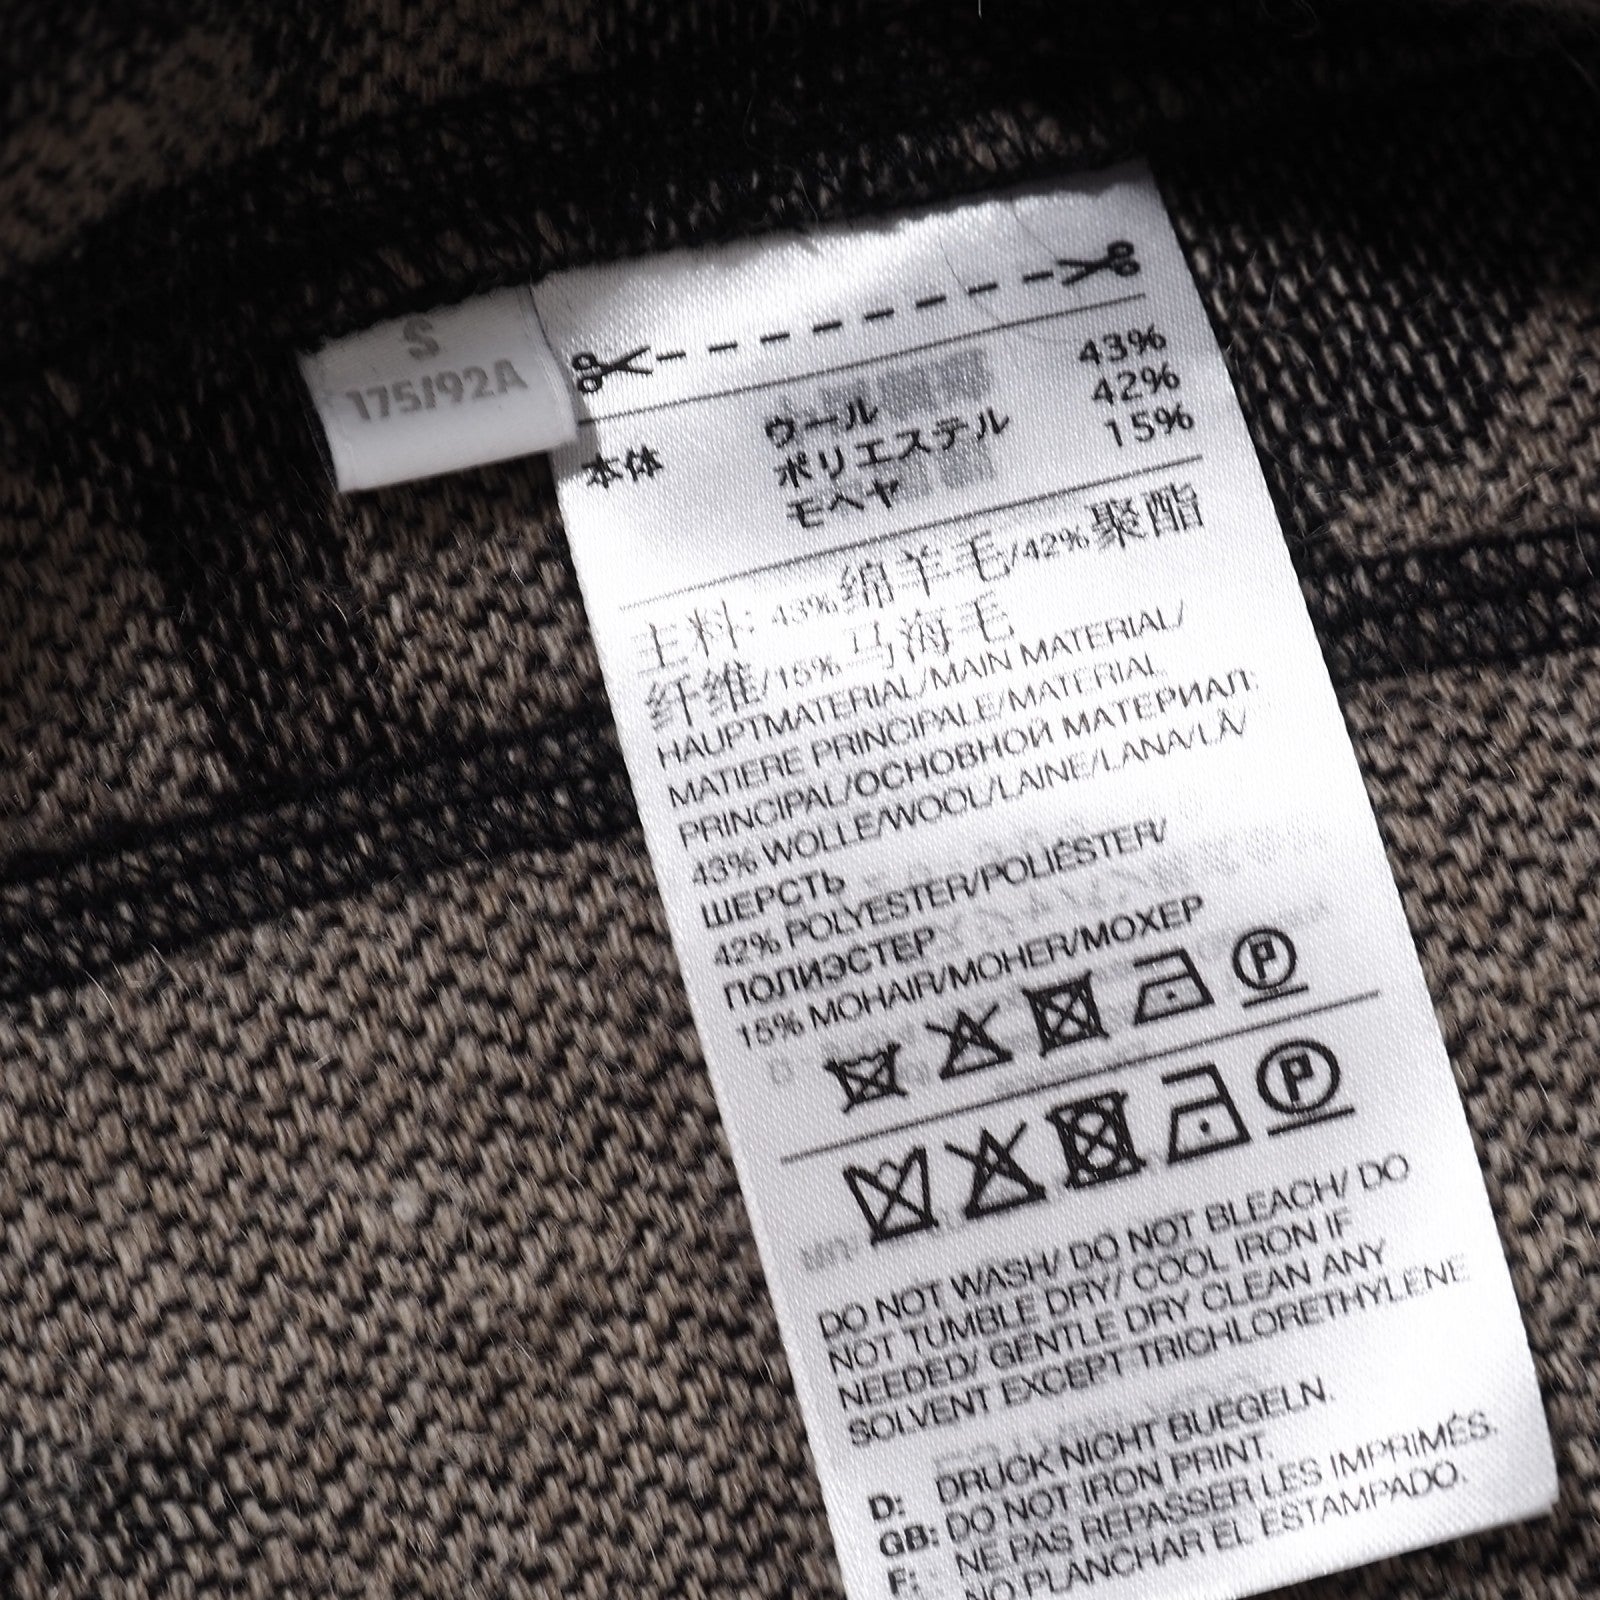 S
175/92A
本体 ウール 43%
ポリエステル 42%
モヘヤ 15%
主料: 43%绵羊毛/42%聚酯
纤维/15%马海毛
HAUPTMATERIAL/MAIN MATERIAL/
MATIERE PRINCIPALE/MATERIAL
PRINCIPAL/ОСНОВНОЙ МАТЕРИАЛ:
43% WOLLE/WOOL/LAINE/LANA/LÃ/
ШЕРСТЬ
42% POLYESTER/POLIÉSTER/
ПОЛИЭСТЕР
15% MOHAIR/MOHER/МОХЕР
DO NOT WASH/ DO NOT BLEACH/ DO
NOT TUMBLE DRY/ COOL IRON IF
NEEDED/ GENTLE DRY CLEAN ANY
SOLVENT EXCEPT TRICHLORETHYLENE
D: DRUCK NICHT BUEGELN.
GB: DO NOT IRON PRINT.
F: NE PAS REPASSER LES IMPRIMÉS.
NO PLANCHAR EL ESTAMPADO.